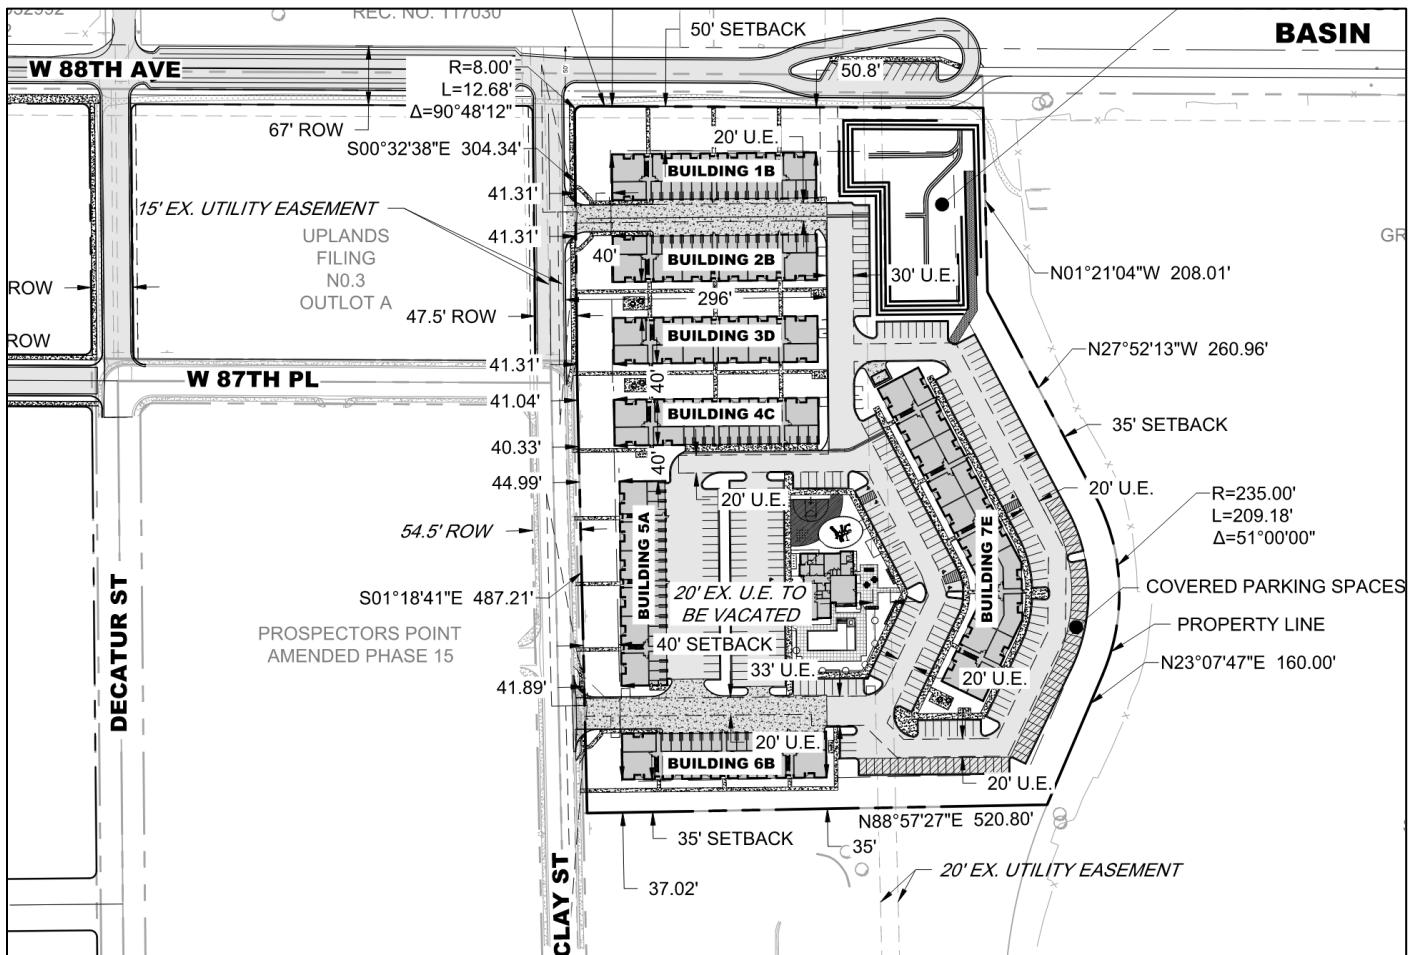 REC. NO. 117030
50' SETBACK
BASIN
W 88TH AVE
R=8.00'
L=12.68'
Δ=90°48'12"
50.8'
67' ROW
S00°32'38"E 304.34'
20' U.E.
BUILDING 1B
41.31'
15' EX. UTILITY EASEMENT
41.31'
UPLANDS
FILING
N0.3
OUTLOT A
40'
BUILDING 2B
30' U.E.
N01°21'04"W 208.01'
ROW
296'
47.5' ROW
ROW
BUILDING 3D
N27°52'13"W 260.96'
41.31'
W 87TH PL
40'
41.04'
BUILDING 4C
35' SETBACK
40.33'
40'
44.99'
20' U.E.
20' U.E.
R=235.00'
L=209.18'
Δ=51°00'00"
54.5' ROW
BUILDING 5A
BUILDING 7E
DECATUR ST
S01°18'41"E 487.21'
20' EX. U.E. TO
BE VACATED
COVERED PARKING SPACES
PROSPECTORS POINT
AMENDED PHASE 15
PROPERTY LINE
40' SETBACK
33' U.E.
N23°07'47"E 160.00'
41.89'
20' U.E.
20' U.E.
BUILDING 6B
20' U.E.
N88°57'27"E 520.80'
35' SETBACK
35'
CLAY ST
20' EX. UTILITY EASEMENT
37.02'